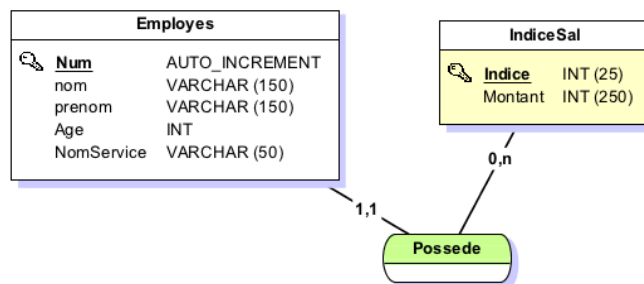 Employes
Num AUTO_INCREMENT
nom VARCHAR (150)
prenom VARCHAR (150)
Age INT
NomService VARCHAR (50)
IndiceSal
Indice INT (25)
Montant INT (250)
1,1
0,n
Possede